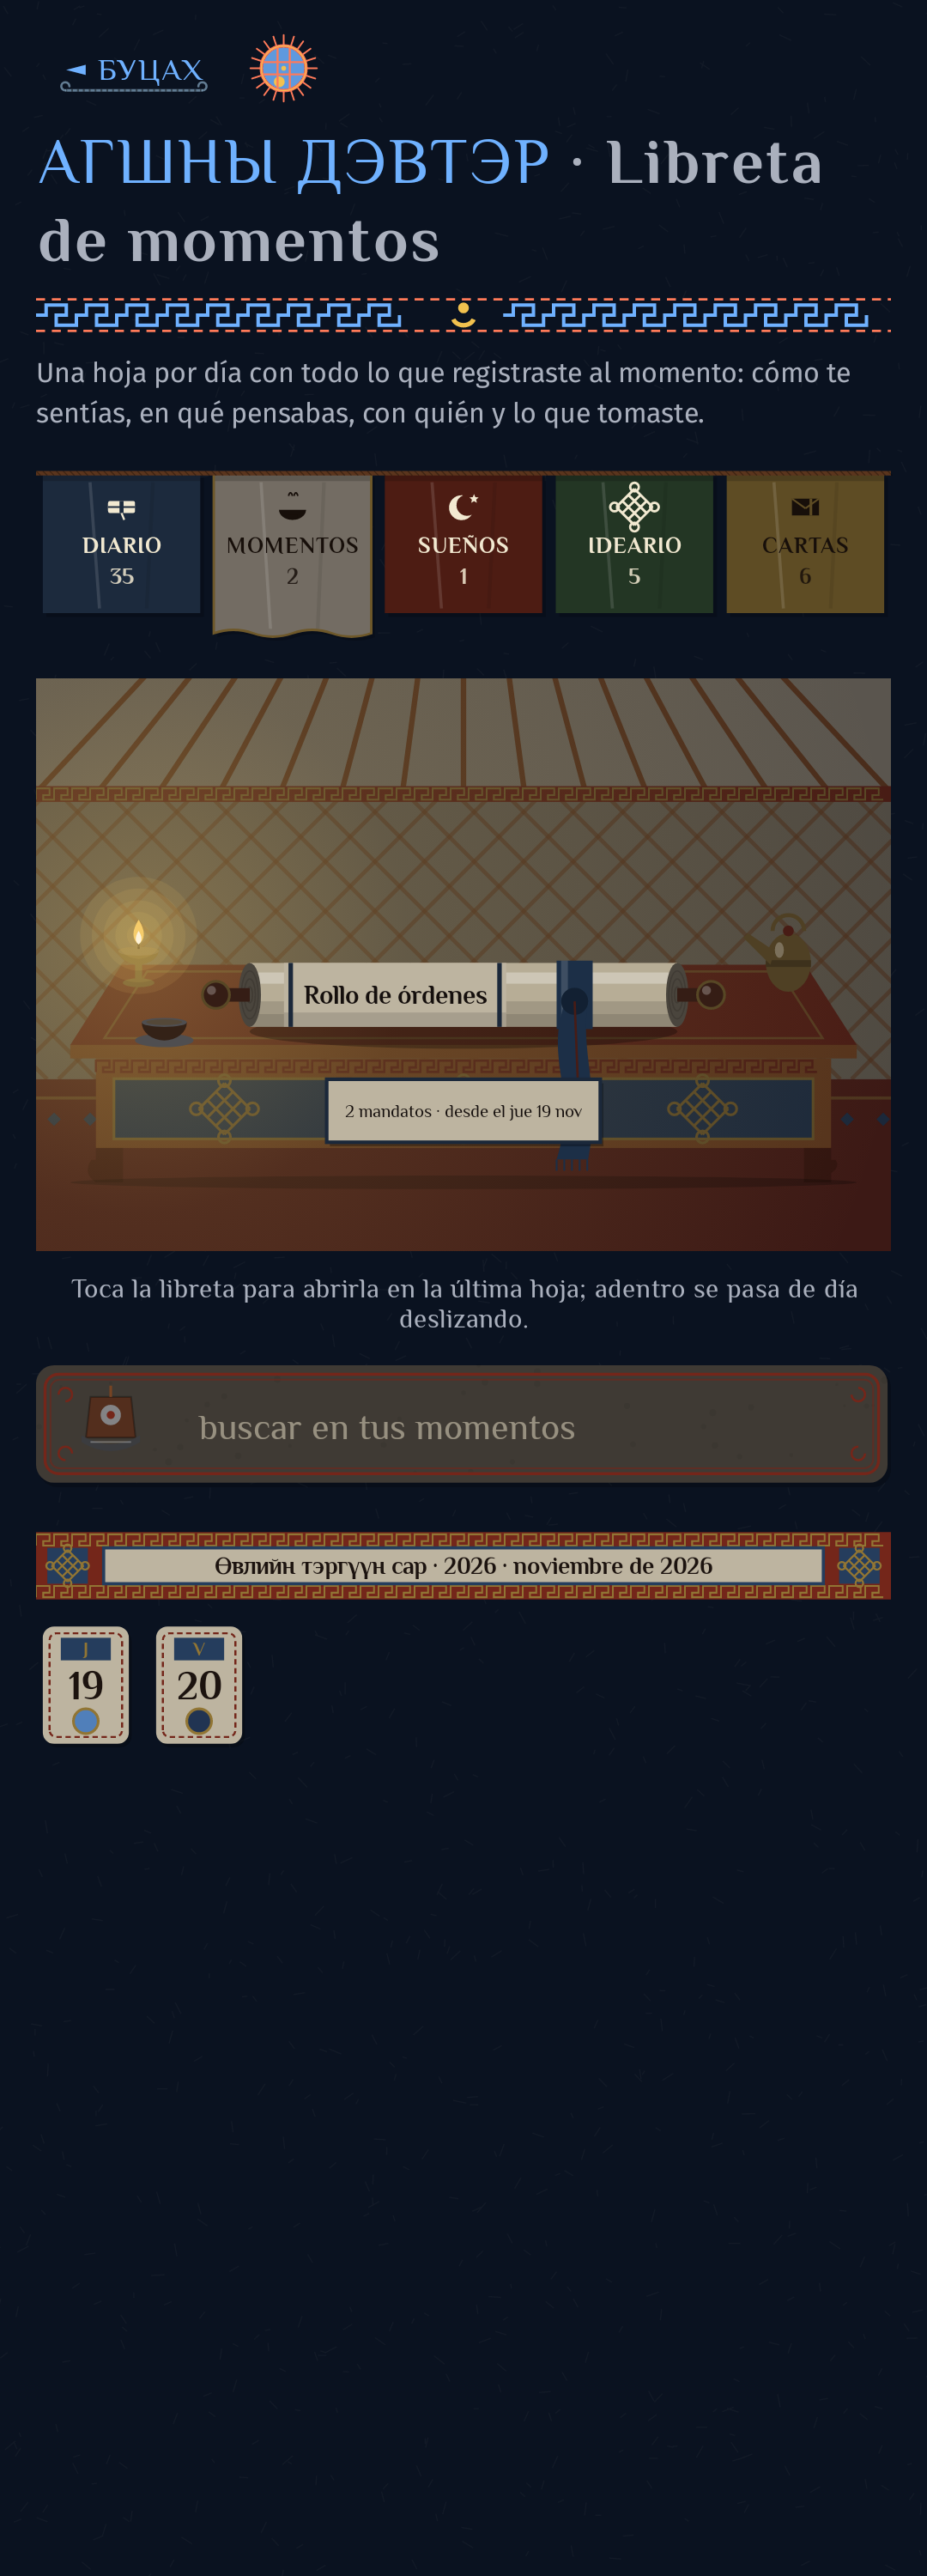 БУЦАХ
АГШНЫ ДЭВТЭР · Libreta
de momentos
Una hoja por día con todo lo que registraste al momento: cómo te
sentías, en qué pensabas, con quién y lo que tomaste.
DIARIO
35
MOMENTOS
2
SUEÑOS
1
IDEARIO
5
CARTAS
6
Rollo de órdenes
2 mandatos · desde el jue 19 nov
Toca la libreta para abrirla en la última hoja; adentro se pasa de día
deslizando.
buscar en tus momentos
Өвлийн тэргүүн сар · 2026 · noviembre de 2026
J
19
V
20